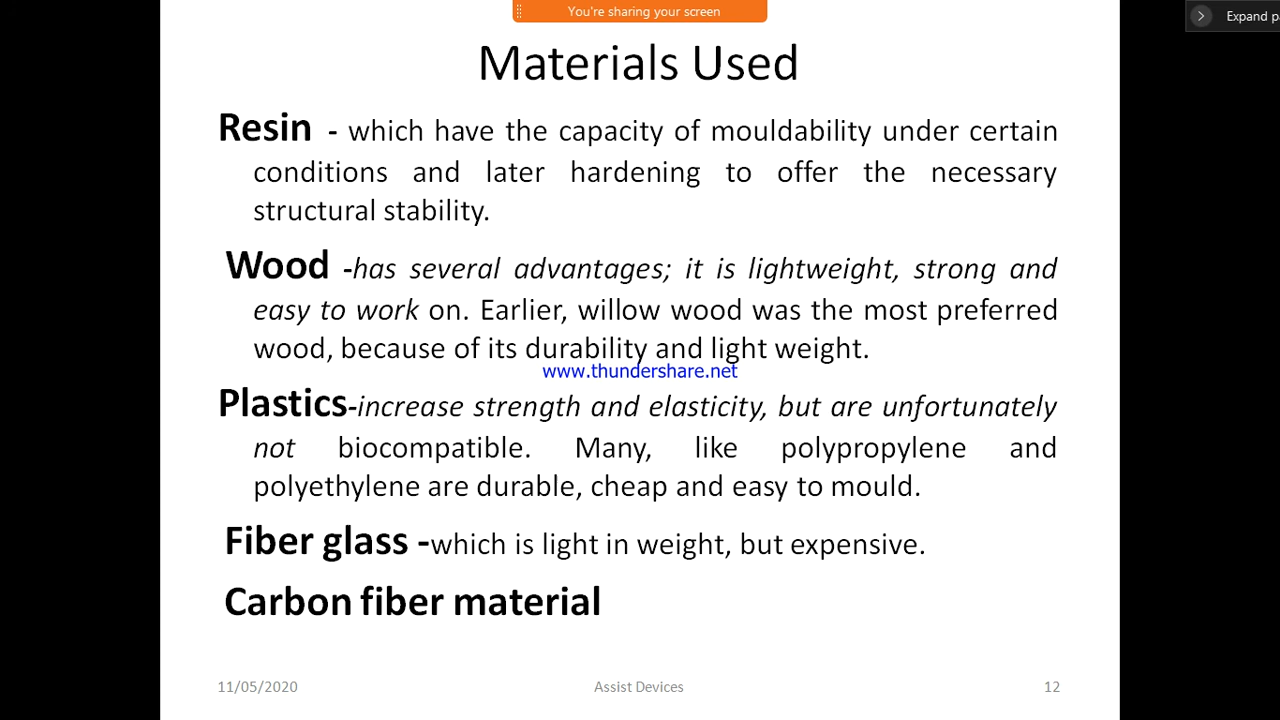 You're sharing your screen
Expand p
Materials Used
Resin - which have the capacity of mouldability under certain
conditions and later hardening to offer the necessary
structural stability.
Wood -has several advantages; it is lightweight, strong and
easy to work on. Earlier, willow wood was the most preferred
wood, because of its durability and light weight.
www.thundershare.net
Plastics-increase strength and elasticity, but are unfortunately
not biocompatible. Many, like polypropylene and
polyethylene are durable, cheap and easy to mould.
Fiber glass -which is light in weight, but expensive.
Carbon fiber material
11/05/2020 Assist Devices 12